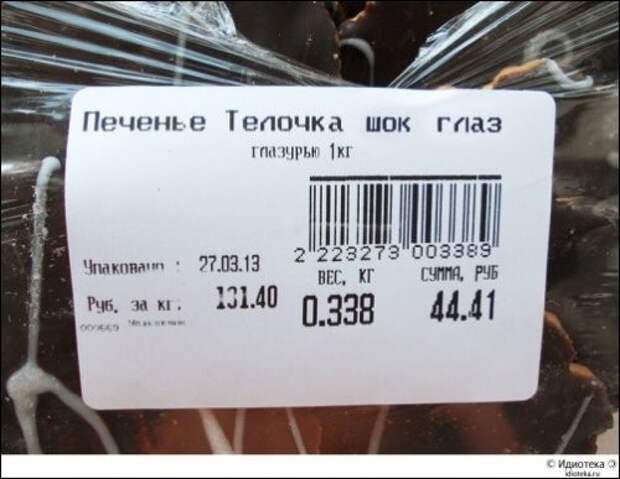 Печенье Телочка шок глаз
глазурью 1кг
2 223273 003389
Упаковано : 27.03.13
ВЕС, КГ
СУММА, РУБ
Руб. за кг: 131.40
0.338
44.41
Упаковщик
© Идиотека
idioteka.ru